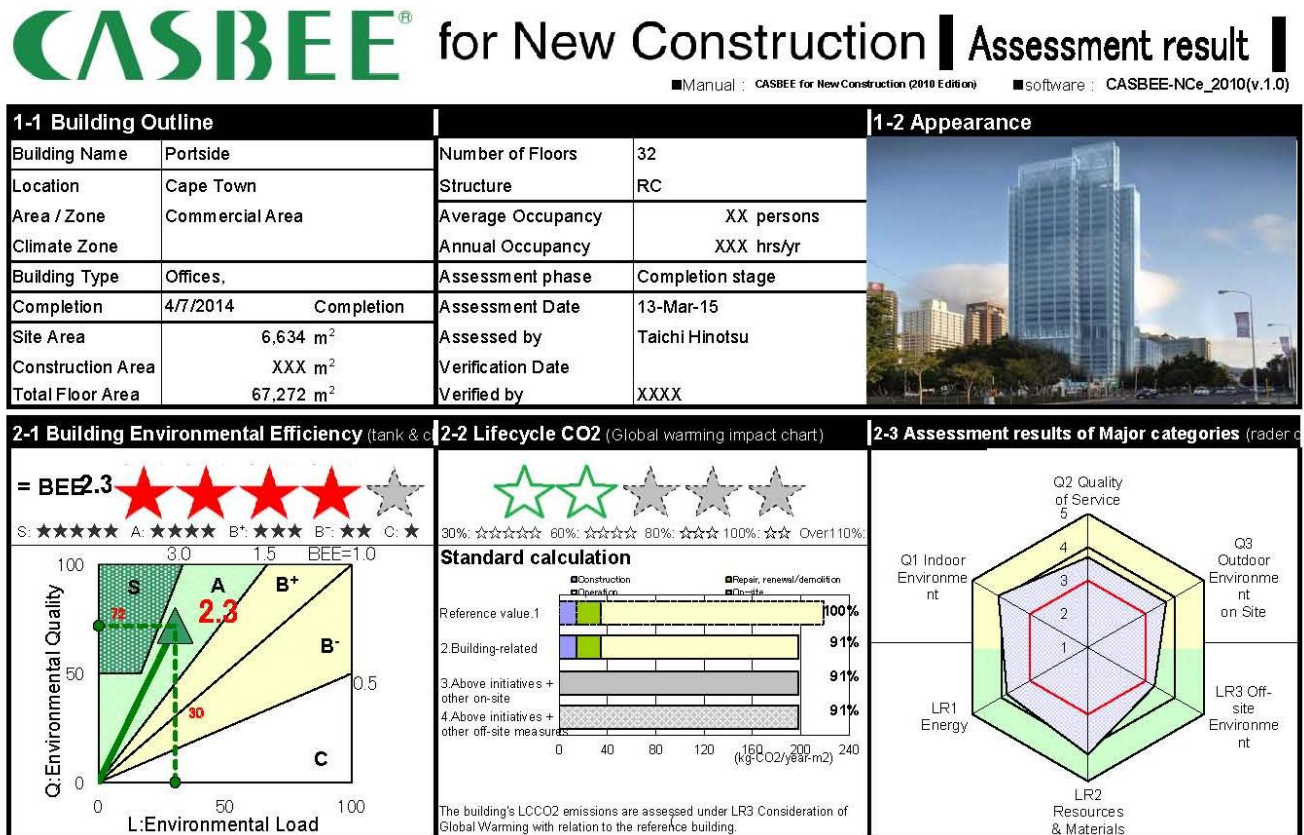 CASBEE® for New Construction | Assessment result
■Manual : CASBEE for New Construction (2010 Edition) ■software : CASBEE-NCe_2010(v.1.0)
1-1 Building Outline
Building Name Portside
Location Cape Town
Area / Zone Commercial Area
Climate Zone
Building Type Offices,
Completion 4/7/2014 Completion
Site Area 6,634 m²
Construction Area XXX m²
Total Floor Area 67,272 m²
Number of Floors 32
Structure RC
Average Occupancy XX persons
Annual Occupancy XXX hrs/yr
Assessment phase Completion stage
Assessment Date 13-Mar-15
Assessed by Taichi Hinotsu
Verification Date
Verified by XXXX
1-2 Appearance
2-1 Building Environmental Efficiency (tank & c
= BEE 2.3
S: ★★★★★ A: ★★★★ B⁺: ★★★ B⁻: ★★ C: ★
3.0 1.5 BEE=1.0
100
S A B⁺
72 2.3
B⁻
50
0.5
30
C
0
0 50 100
Q:Environmental Quality
L:Environmental Load
2-2 Lifecycle CO2 (Global warming impact chart)
30%: ☆☆☆☆☆ 60%: ☆☆☆☆ 80%: ☆☆☆ 100%: ☆☆ Over110%:
Standard calculation
Construction Repair, renewal/demolition
Operation On-site
Reference value.1 100%
2.Building-related 91%
3.Above initiatives + 91%
other on-site
4.Above initiatives + 91%
other off-site measures
0 40 80 120 160 200 240
(kg-CO2/year-m2)
The building's LCCO2 emissions are assessed under LR3 Consideration of
Global Warming with relation to the reference building.
2-3 Assessment results of Major categories (rader c
Q2 Quality
of Service
5
4
3
2
1
Q1 Indoor
Environme
nt
Q3
Outdoor
Environme
nt
on Site
LR1
Energy
LR3 Off-
site
Environme
nt
LR2
Resources
& Materials